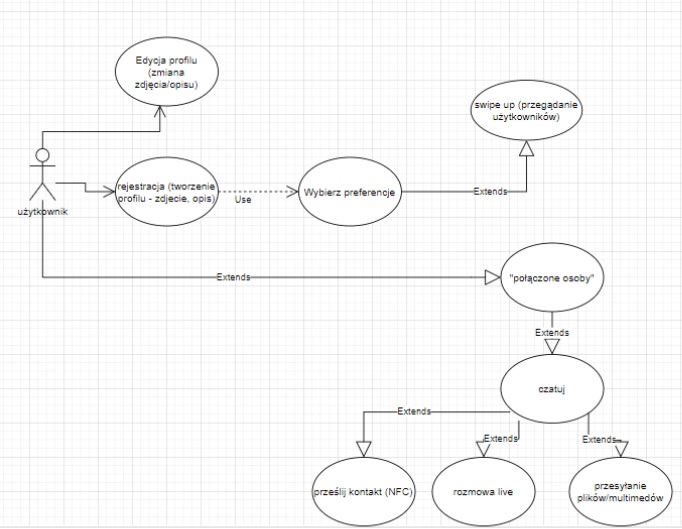 Edycja profilu
(zmiana
zdjęcia/opisu)
swipe up (przegądanie
użytkowników)
użytkownik
rejestracja (tworzenie
profilu - zdjecie, opis)
Use
Wybierz preferencje
Extends
Extends
"połączone osoby"
Extends
czatuj
Extends
Extends
Extends
prześlij kontakt (NFC)
rozmowa live
przesyłanie
plików/multimedów